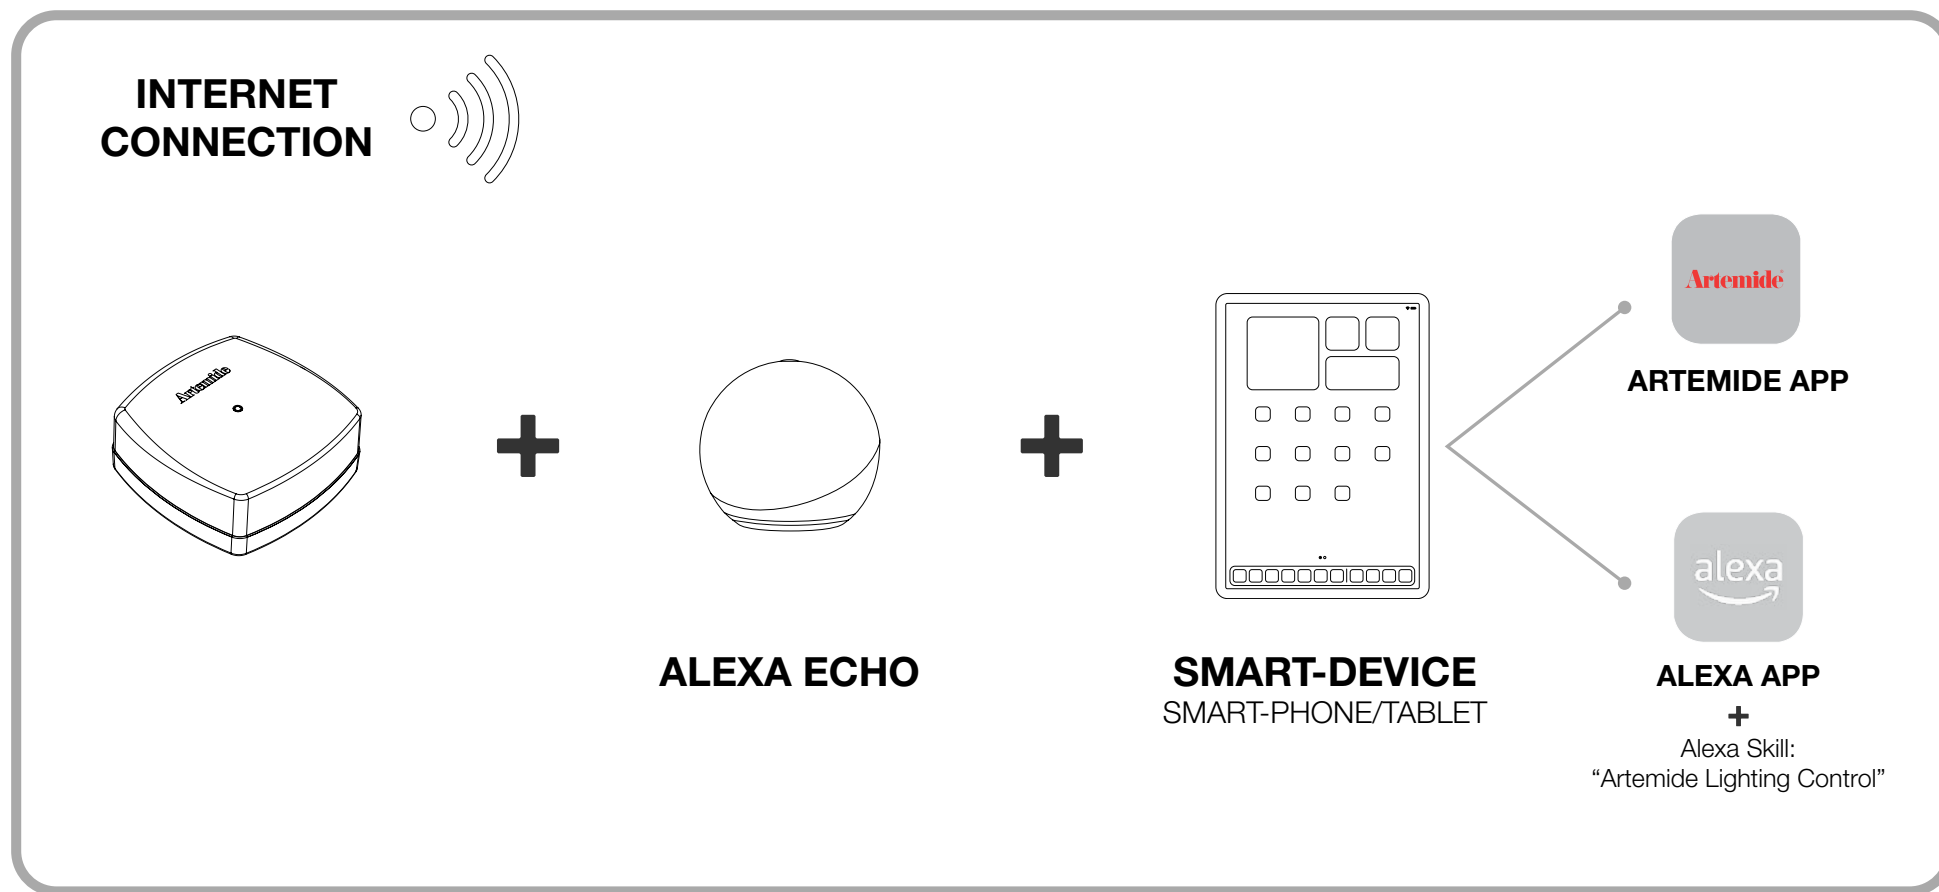 INTERNET
CONNECTION
Artemide
ALEXA ECHO
SMART-DEVICE
SMART-PHONE/TABLET
Artemide®
ARTEMIDE APP
alexa
ALEXA APP
+
Alexa Skill:
“Artemide Lighting Control”